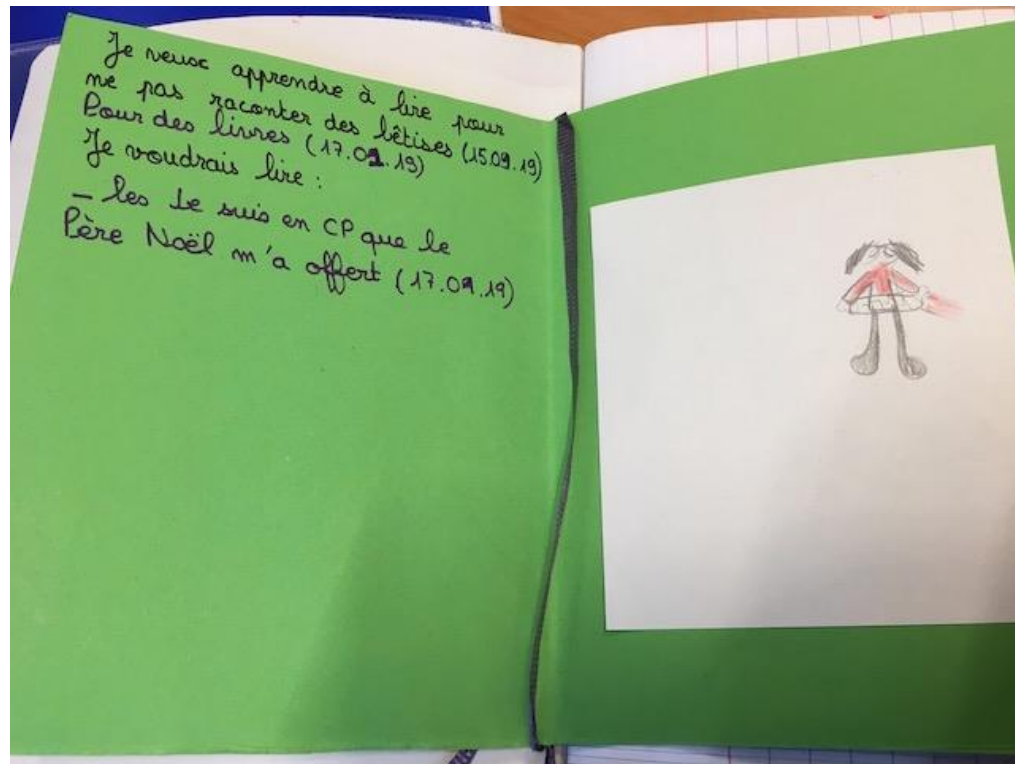 Je veux apprendre à lire pour
ne pas raconter des bêtises (15.09.19)
Pour des livres (17.09.19)
Je voudrais lire :
- les Je suis en CP que le
Père Noël m'a offert (17.09.19)